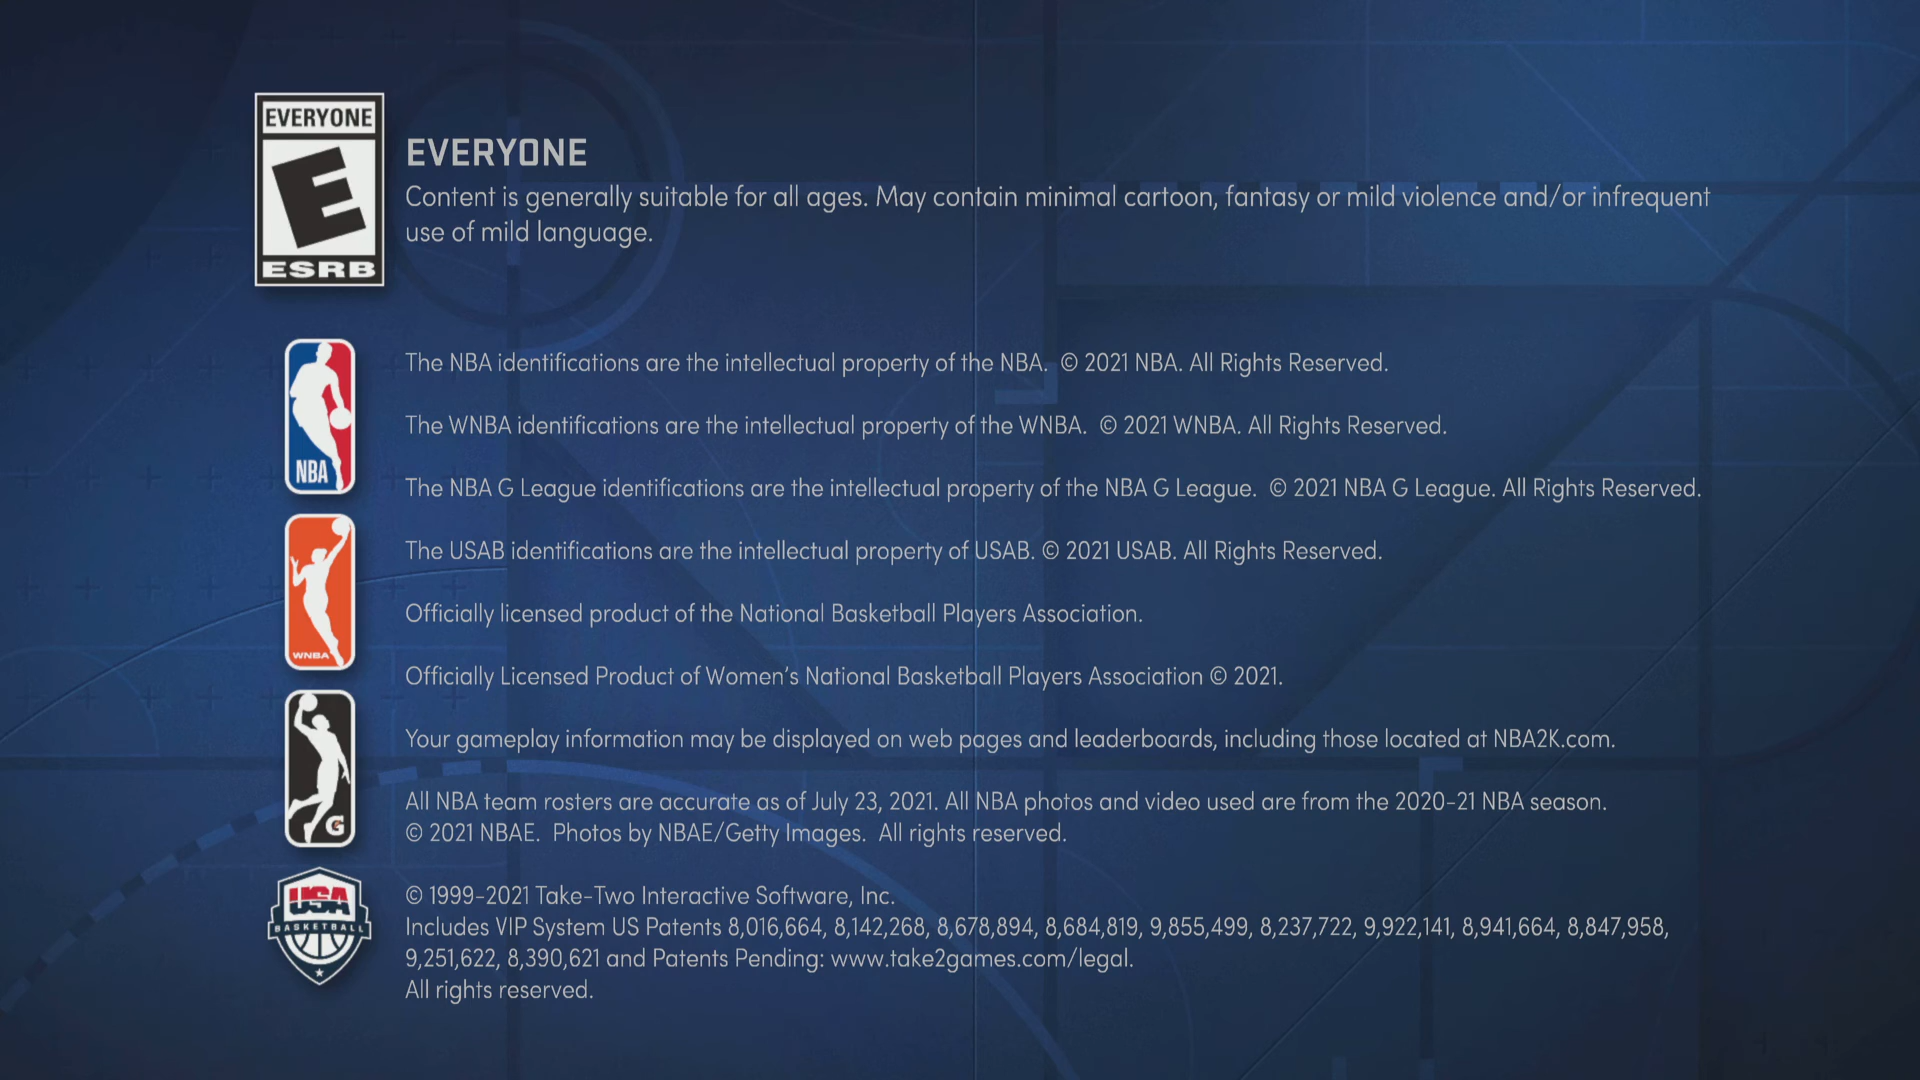 EVERYONE
E
ESRB
EVERYONE
Content is generally suitable for all ages. May contain minimal cartoon, fantasy or mild violence and/or infrequent
use of mild language.
NBA
The NBA identifications are the intellectual property of the NBA.  © 2021 NBA. All Rights Reserved.
The WNBA identifications are the intellectual property of the WNBA.  © 2021 WNBA. All Rights Reserved.
The NBA G League identifications are the intellectual property of the NBA G League.  © 2021 NBA G League. All Rights Reserved.
WNBA
The USAB identifications are the intellectual property of USAB. © 2021 USAB. All Rights Reserved.
Officially licensed product of the National Basketball Players Association.
Officially Licensed Product of Women's National Basketball Players Association © 2021.
G
Your gameplay information may be displayed on web pages and leaderboards, including those located at NBA2K.com.
All NBA team rosters are accurate as of July 23, 2021. All NBA photos and video used are from the 2020-21 NBA season.
© 2021 NBAE.  Photos by NBAE/Getty Images.  All rights reserved.
USA
BASKETBALL
© 1999-2021 Take-Two Interactive Software, Inc.
Includes VIP System US Patents 8,016,664, 8,142,268, 8,678,894, 8,684,819, 9,855,499, 8,237,722, 9,922,141, 8,941,664, 8,847,958,
9,251,622, 8,390,621 and Patents Pending: www.take2games.com/legal.
All rights reserved.